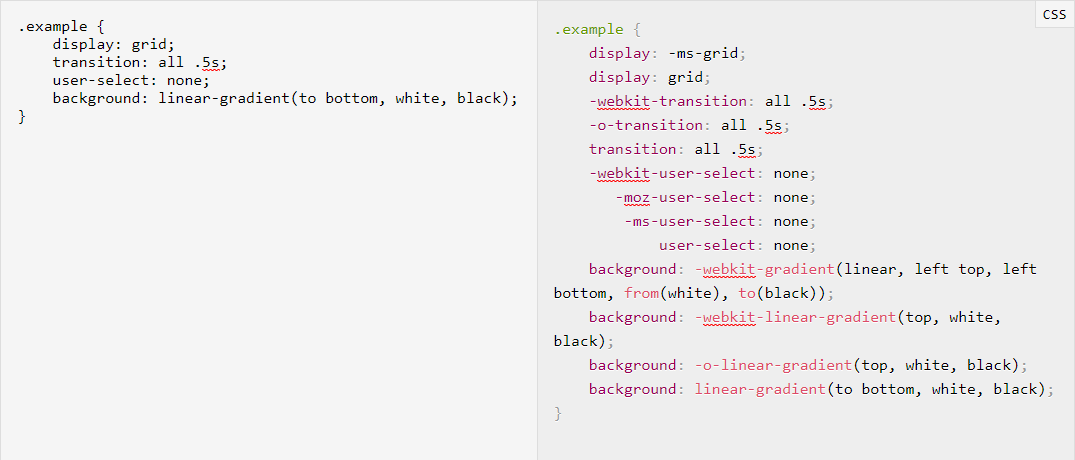 .example {
    display: grid;
    transition: all .5s;
    user-select: none;
    background: linear-gradient(to bottom, white, black);
}
CSS
.example {
    display: -ms-grid;
    display: grid;
    -webkit-transition: all .5s;
    -o-transition: all .5s;
    transition: all .5s;
    -webkit-user-select: none;
       -moz-user-select: none;
        -ms-user-select: none;
            user-select: none;
    background: -webkit-gradient(linear, left top, left
bottom, from(white), to(black));
    background: -webkit-linear-gradient(top, white,
black);
    background: -o-linear-gradient(top, white, black);
    background: linear-gradient(to bottom, white, black);
}